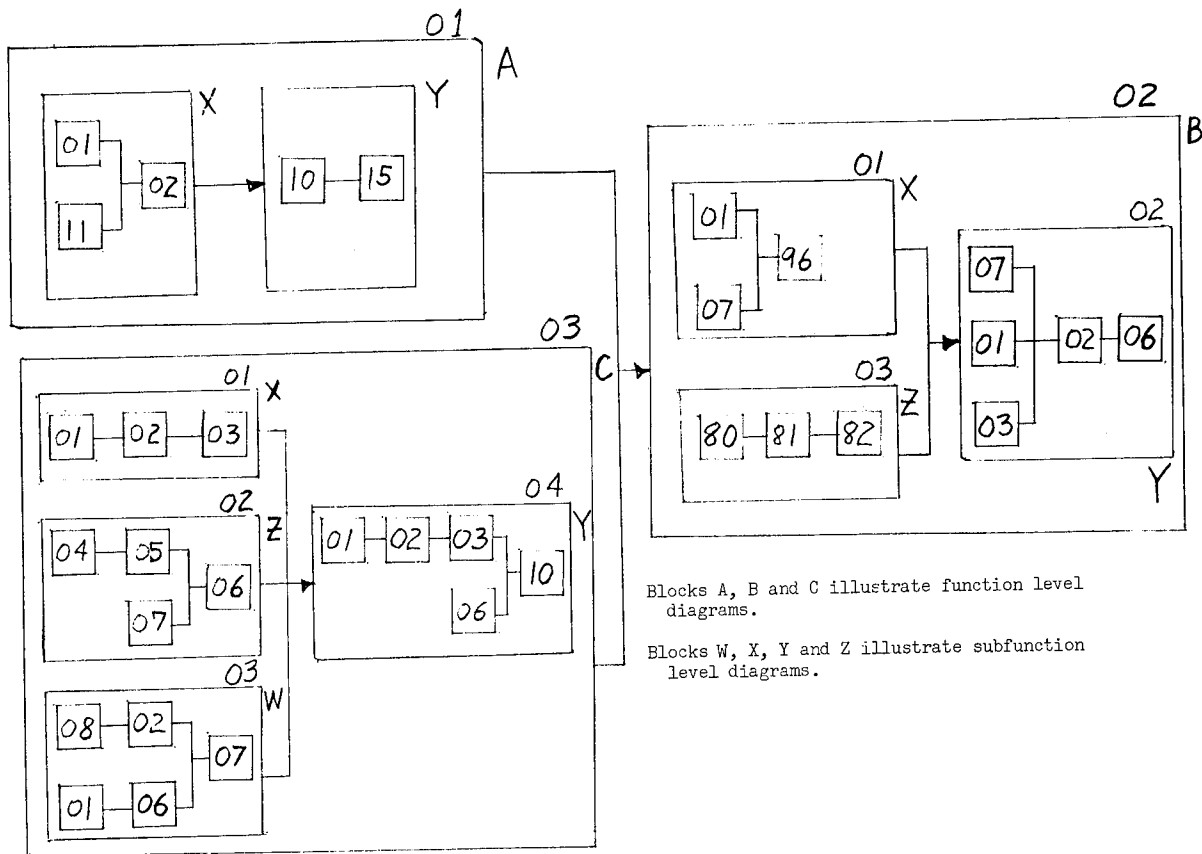 01
A
X
01
11
02
Y
10
15
03
C
01
X
01
02
03
02
Z
04
05
07
06
03
W
08
02
01
06
07
04
Y
01
02
03
06
10
02
B
01
X
01
07
96
03
Z
80
81
82
02
Y
07
01
03
02
06
Blocks A, B and C illustrate function level
diagrams.
Blocks W, X, Y and Z illustrate subfunction
level diagrams.